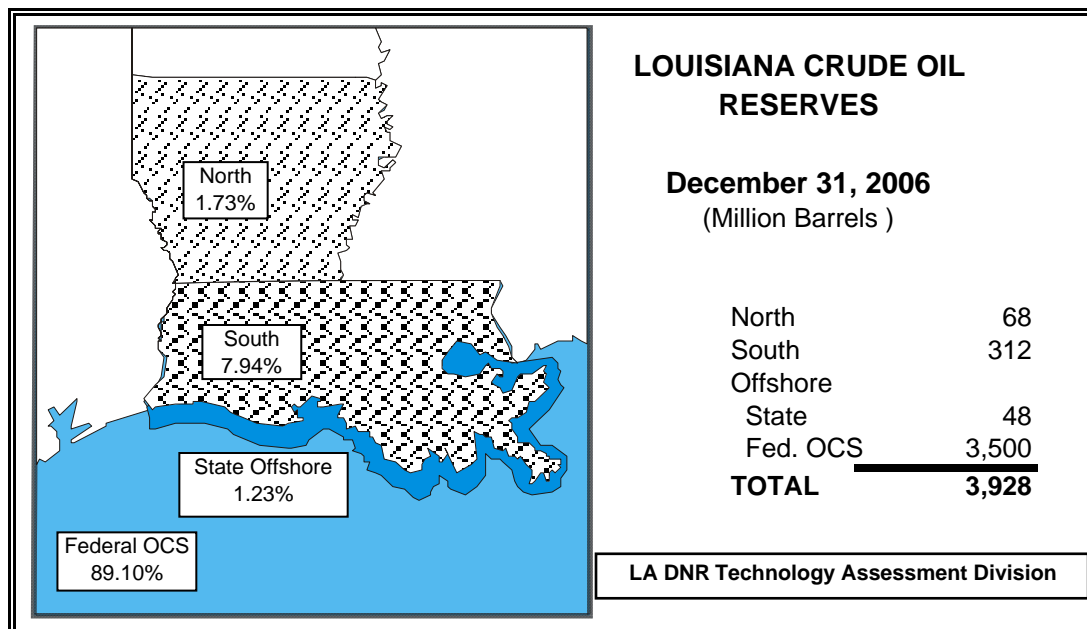 LOUISIANA CRUDE OIL
RESERVES
December 31, 2006
(Million Barrels )
North 68
South 312
Offshore
State 48
Fed. OCS 3,500
TOTAL 3,928
LA DNR Technology Assessment Division
North
1.73%
South
7.94%
State Offshore
1.23%
Federal OCS
89.10%